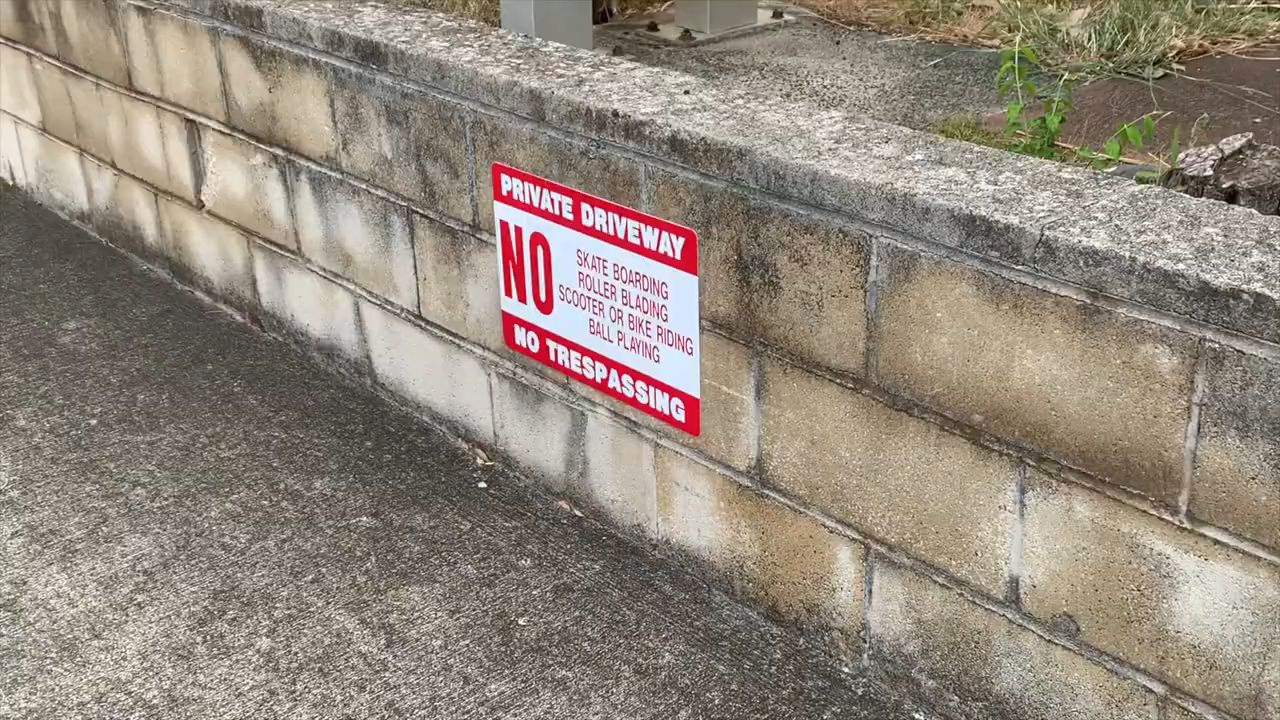 PRIVATE DRIVEWAY
NO
SKATE BOARDING
ROLLER BLADING
SCOOTER OR BIKE RIDING
BALL PLAYING
NO TRESPASSING